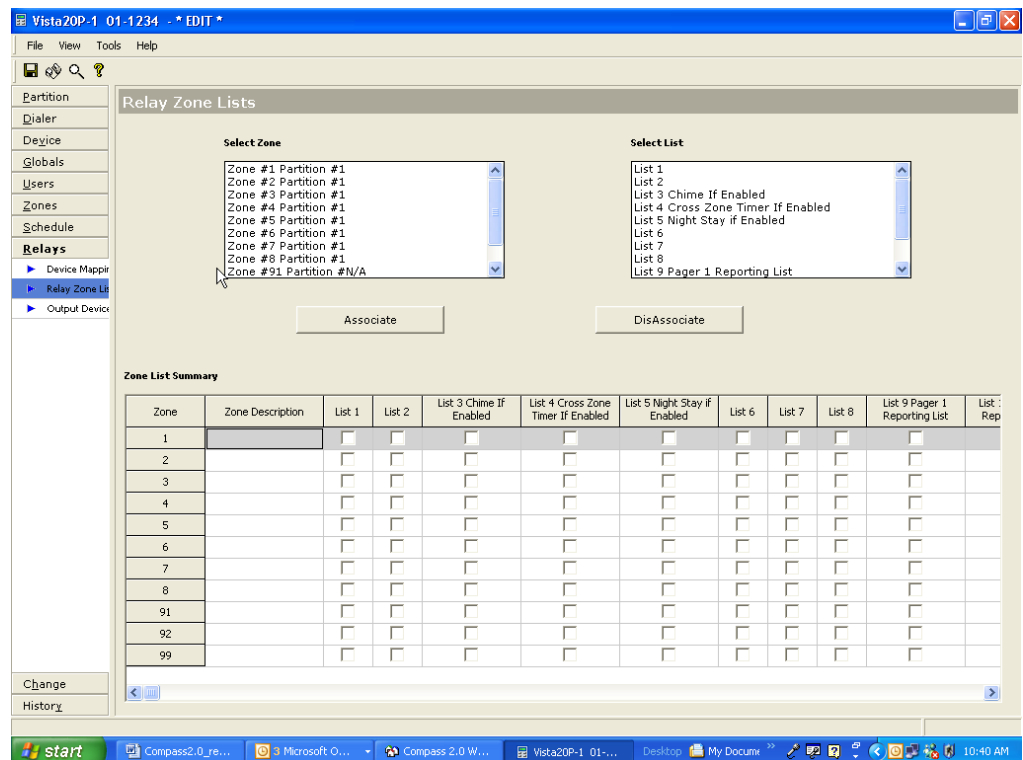 Vista20P-1 01-1234 - * EDIT *
File View Tools Help
Partition
Dialer
Device
Globals
Users
Zones
Schedule
Relays
Device Mappin
Relay Zone Lis
Output Device
Change
History
Relay Zone Lists
Select Zone
Zone #1 Partition #1
Zone #2 Partition #1
Zone #3 Partition #1
Zone #4 Partition #1
Zone #5 Partition #1
Zone #6 Partition #1
Zone #7 Partition #1
Zone #8 Partition #1
Zone #91 Partition #N/A
Select List
List 1
List 2
List 3 Chime If Enabled
List 4 Cross Zone Timer If Enabled
List 5 Night Stay if Enabled
List 6
List 7
List 8
List 9 Pager 1 Reporting List
Associate
DisAssociate
Zone List Summary
Zone
Zone Description
List 1
List 2
List 3 Chime If
Enabled
List 4 Cross Zone
Timer If Enabled
List 5 Night Stay if
Enabled
List 6
List 7
List 8
List 9 Pager 1
Reporting List
List
Rep
1
2
3
4
5
6
7
8
91
92
99
start
Compass2.0_re...
3 Microsoft O...
Compass 2.0 W...
Vista20P-1 01-...
Desktop
My Docume
10:40 AM